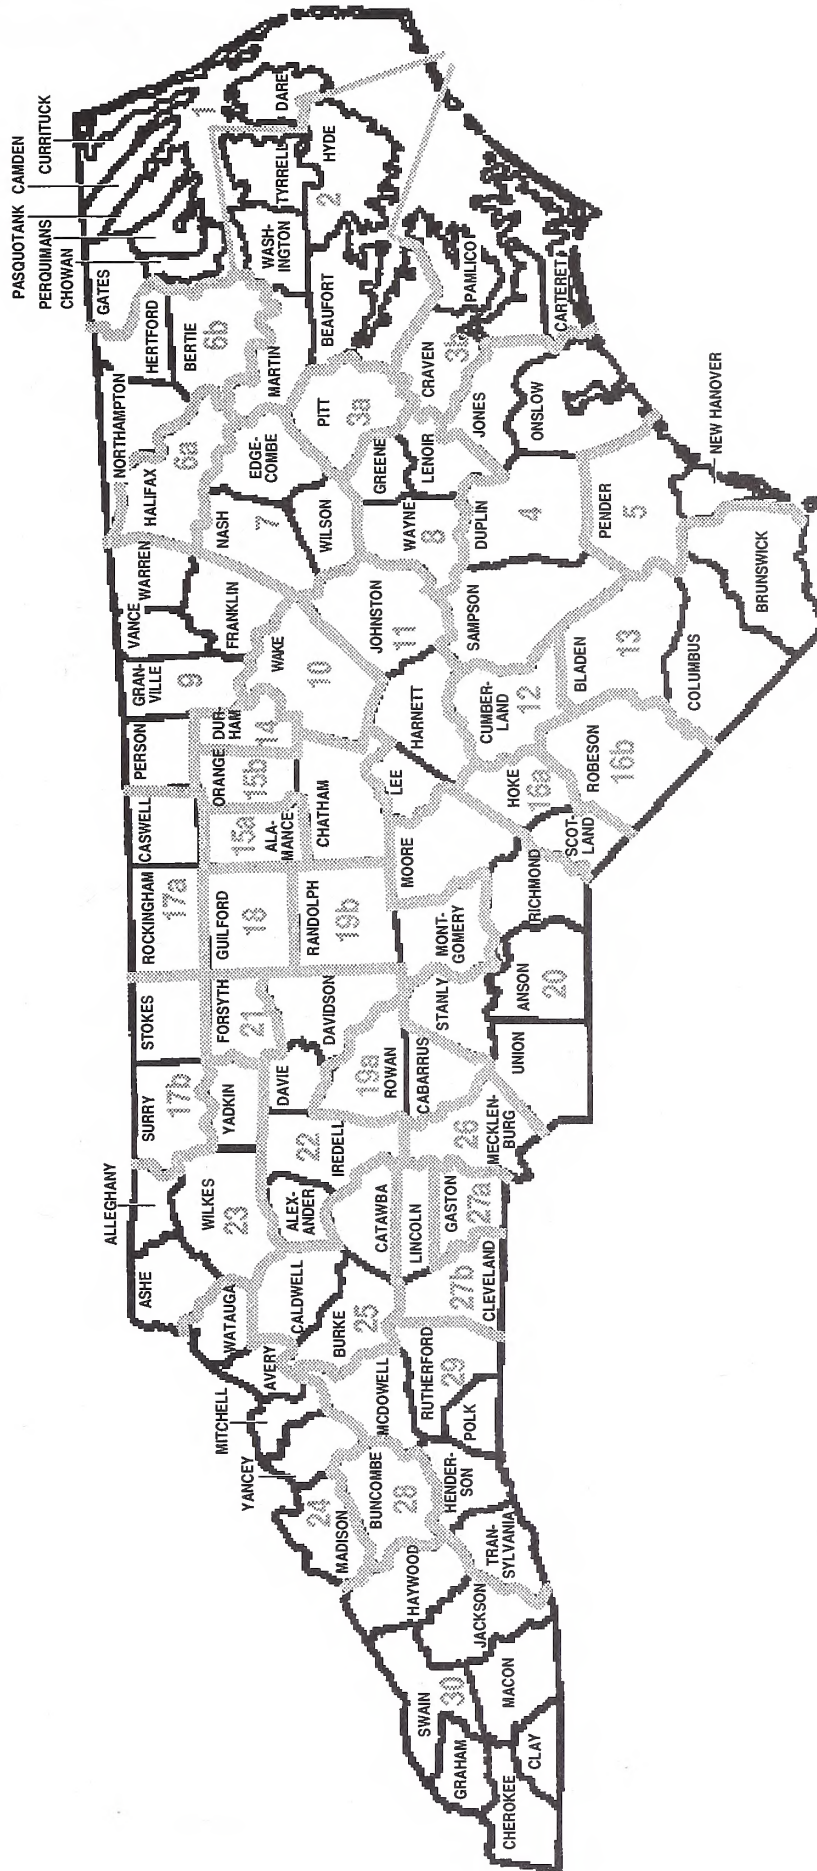 PASQUOTANK
CAMDEN
PERQUIMANS
CURRITUCK
CHOWAN
GATES
HERTFORD
NORTHAMPTON
BERTIE
6b
1
DARE
TYRRELL
HYDE
2
WASH-
INGTON
BEAUFORT
MARTIN
HALIFAX
6a
WARREN
VANCE
GRAN-
VILLE
9
FRANKLIN
NASH
7
EDGE-
COMBE
WILSON
PITT
3a
GREENE
LENOIR
CRAVEN
3b
PAMLICO
CARTERET
JONES
ONSLOW
DUPLIN
4
WAYNE
8
PENDER
5
NEW HANOVER
BRUNSWICK
COLUMBUS
BLADEN
13
SAMPSON
JOHNSTON
11
WAKE
10
HARNETT
CUMBER-
LAND
12
HOKE
16a
ROBESON
16b
SCOT-
LAND
PERSON
DUR-
HAM
14
ORANGE
15b
CASWELL
15a
ALA-
MANCE
CHATHAM
LEE
MOORE
ROCKINGHAM
17a
GUILFORD
18
RANDOLPH
19b
MONT-
GOMERY
RICHMOND
ANSON
20
UNION
STANLY
STOKES
FORSYTH
21
DAVIDSON
SURRY
17b
YADKIN
DAVIE
19a
ROWAN
CABARRUS
MECKLEN-
BURG
26
IREDELL
22
ALLEGHANY
ASHE
WILKES
23
ALEX-
ANDER
CATAWBA
LINCOLN
GASTON
27a
CLEVELAND
27b
WATAUGA
CALDWELL
BURKE
25
AVERY
MITCHELL
YANCEY
MCDOWELL
RUTHERFORD
29
POLK
24
MADISON
BUNCOMBE
28
HENDER-
SON
TRAN-
SYLVANIA
HAYWOOD
JACKSON
SWAIN
30
MACON
GRAHAM
CLAY
CHEROKEE